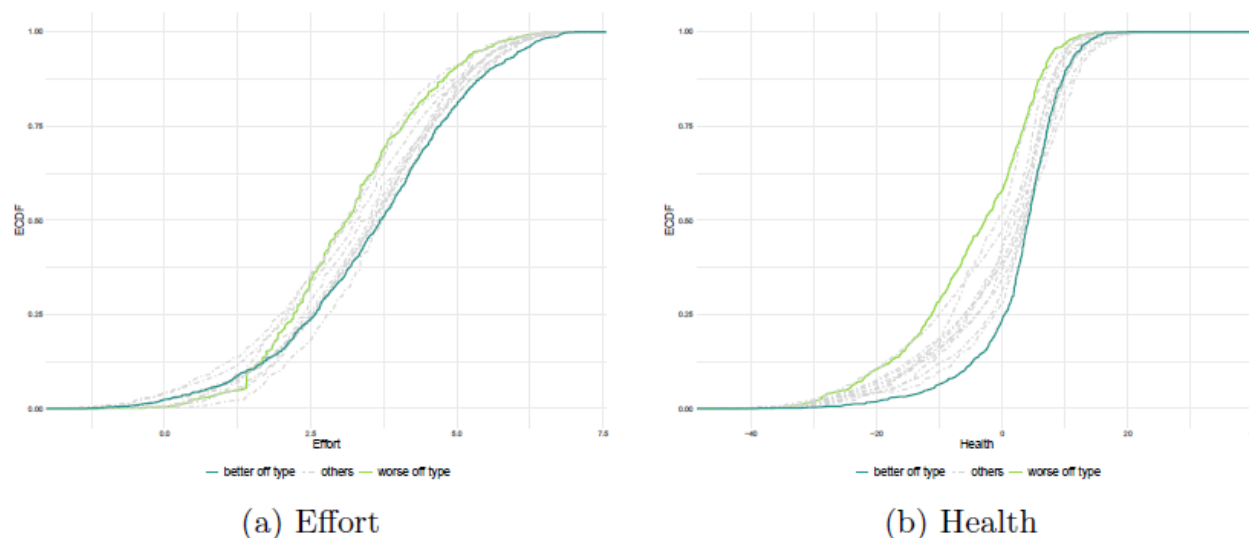 1.00
0.75
0.50
0.25
0.00
ECDF
0.0
2.5
5.0
7.5
Effort
better off type
others
worse off type
(a) Effort
1.00
0.75
0.50
0.25
0.00
ECDF
−40
−20
0
20
Health
better off type
others
worse off type
(b) Health